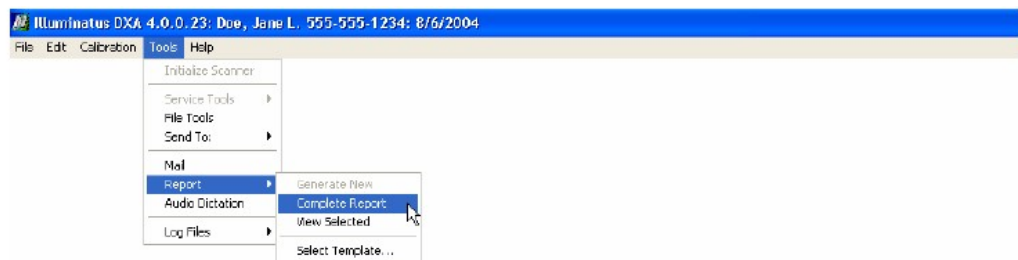 Illuminatus DXA 4.0.0.23: Doe, Jane L. 555-555-1234: 8/6/2004
File Edit Calibration Tools Help
Initialize Scanner
Service Tools
File Tools
Send To:
Mail
Report
Audio Dictation
Log Files
Generate New
Complete Report
View Selected
Select Template...